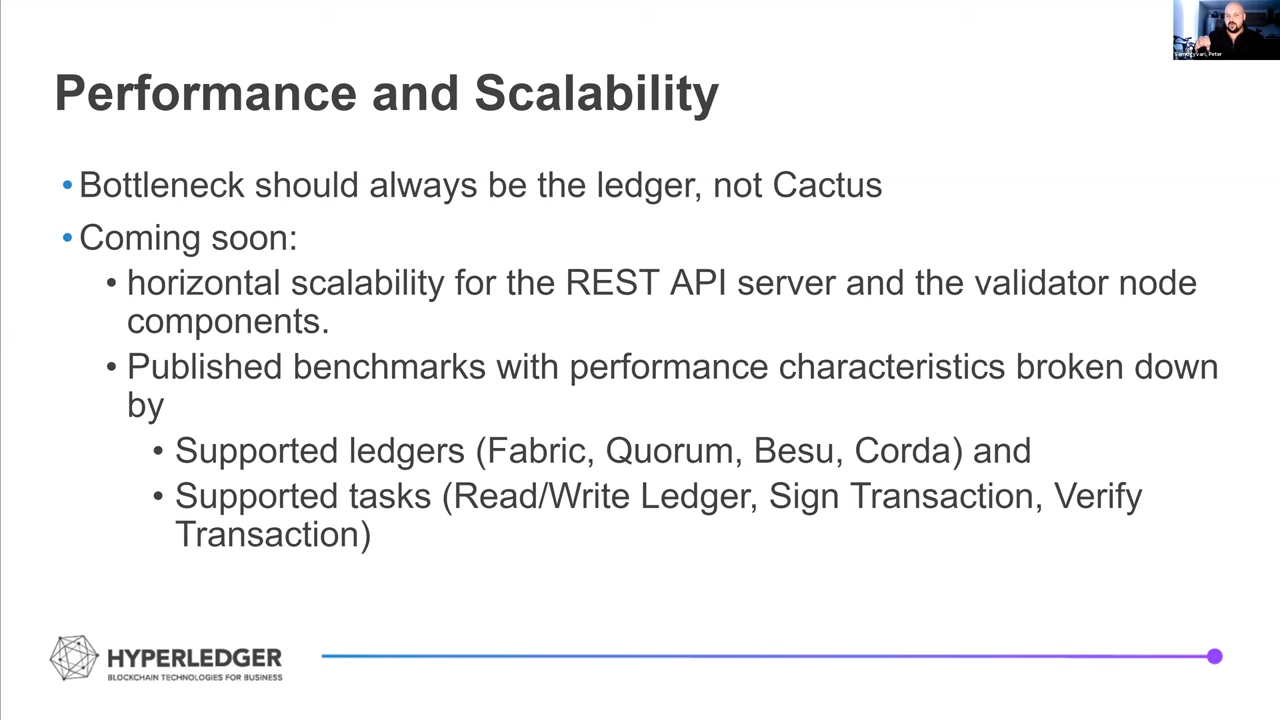 Performance and Scalability
• Bottleneck should always be the ledger, not Cactus
• Coming soon:
• horizontal scalability for the REST API server and the validator node
components.
• Published benchmarks with performance characteristics broken down
by
• Supported ledgers (Fabric, Quorum, Besu, Corda) and
• Supported tasks (Read/Write Ledger, Sign Transaction, Verify
Transaction)
HYPERLEDGER
BLOCKCHAIN TECHNOLOGIES FOR BUSINESS
Peter